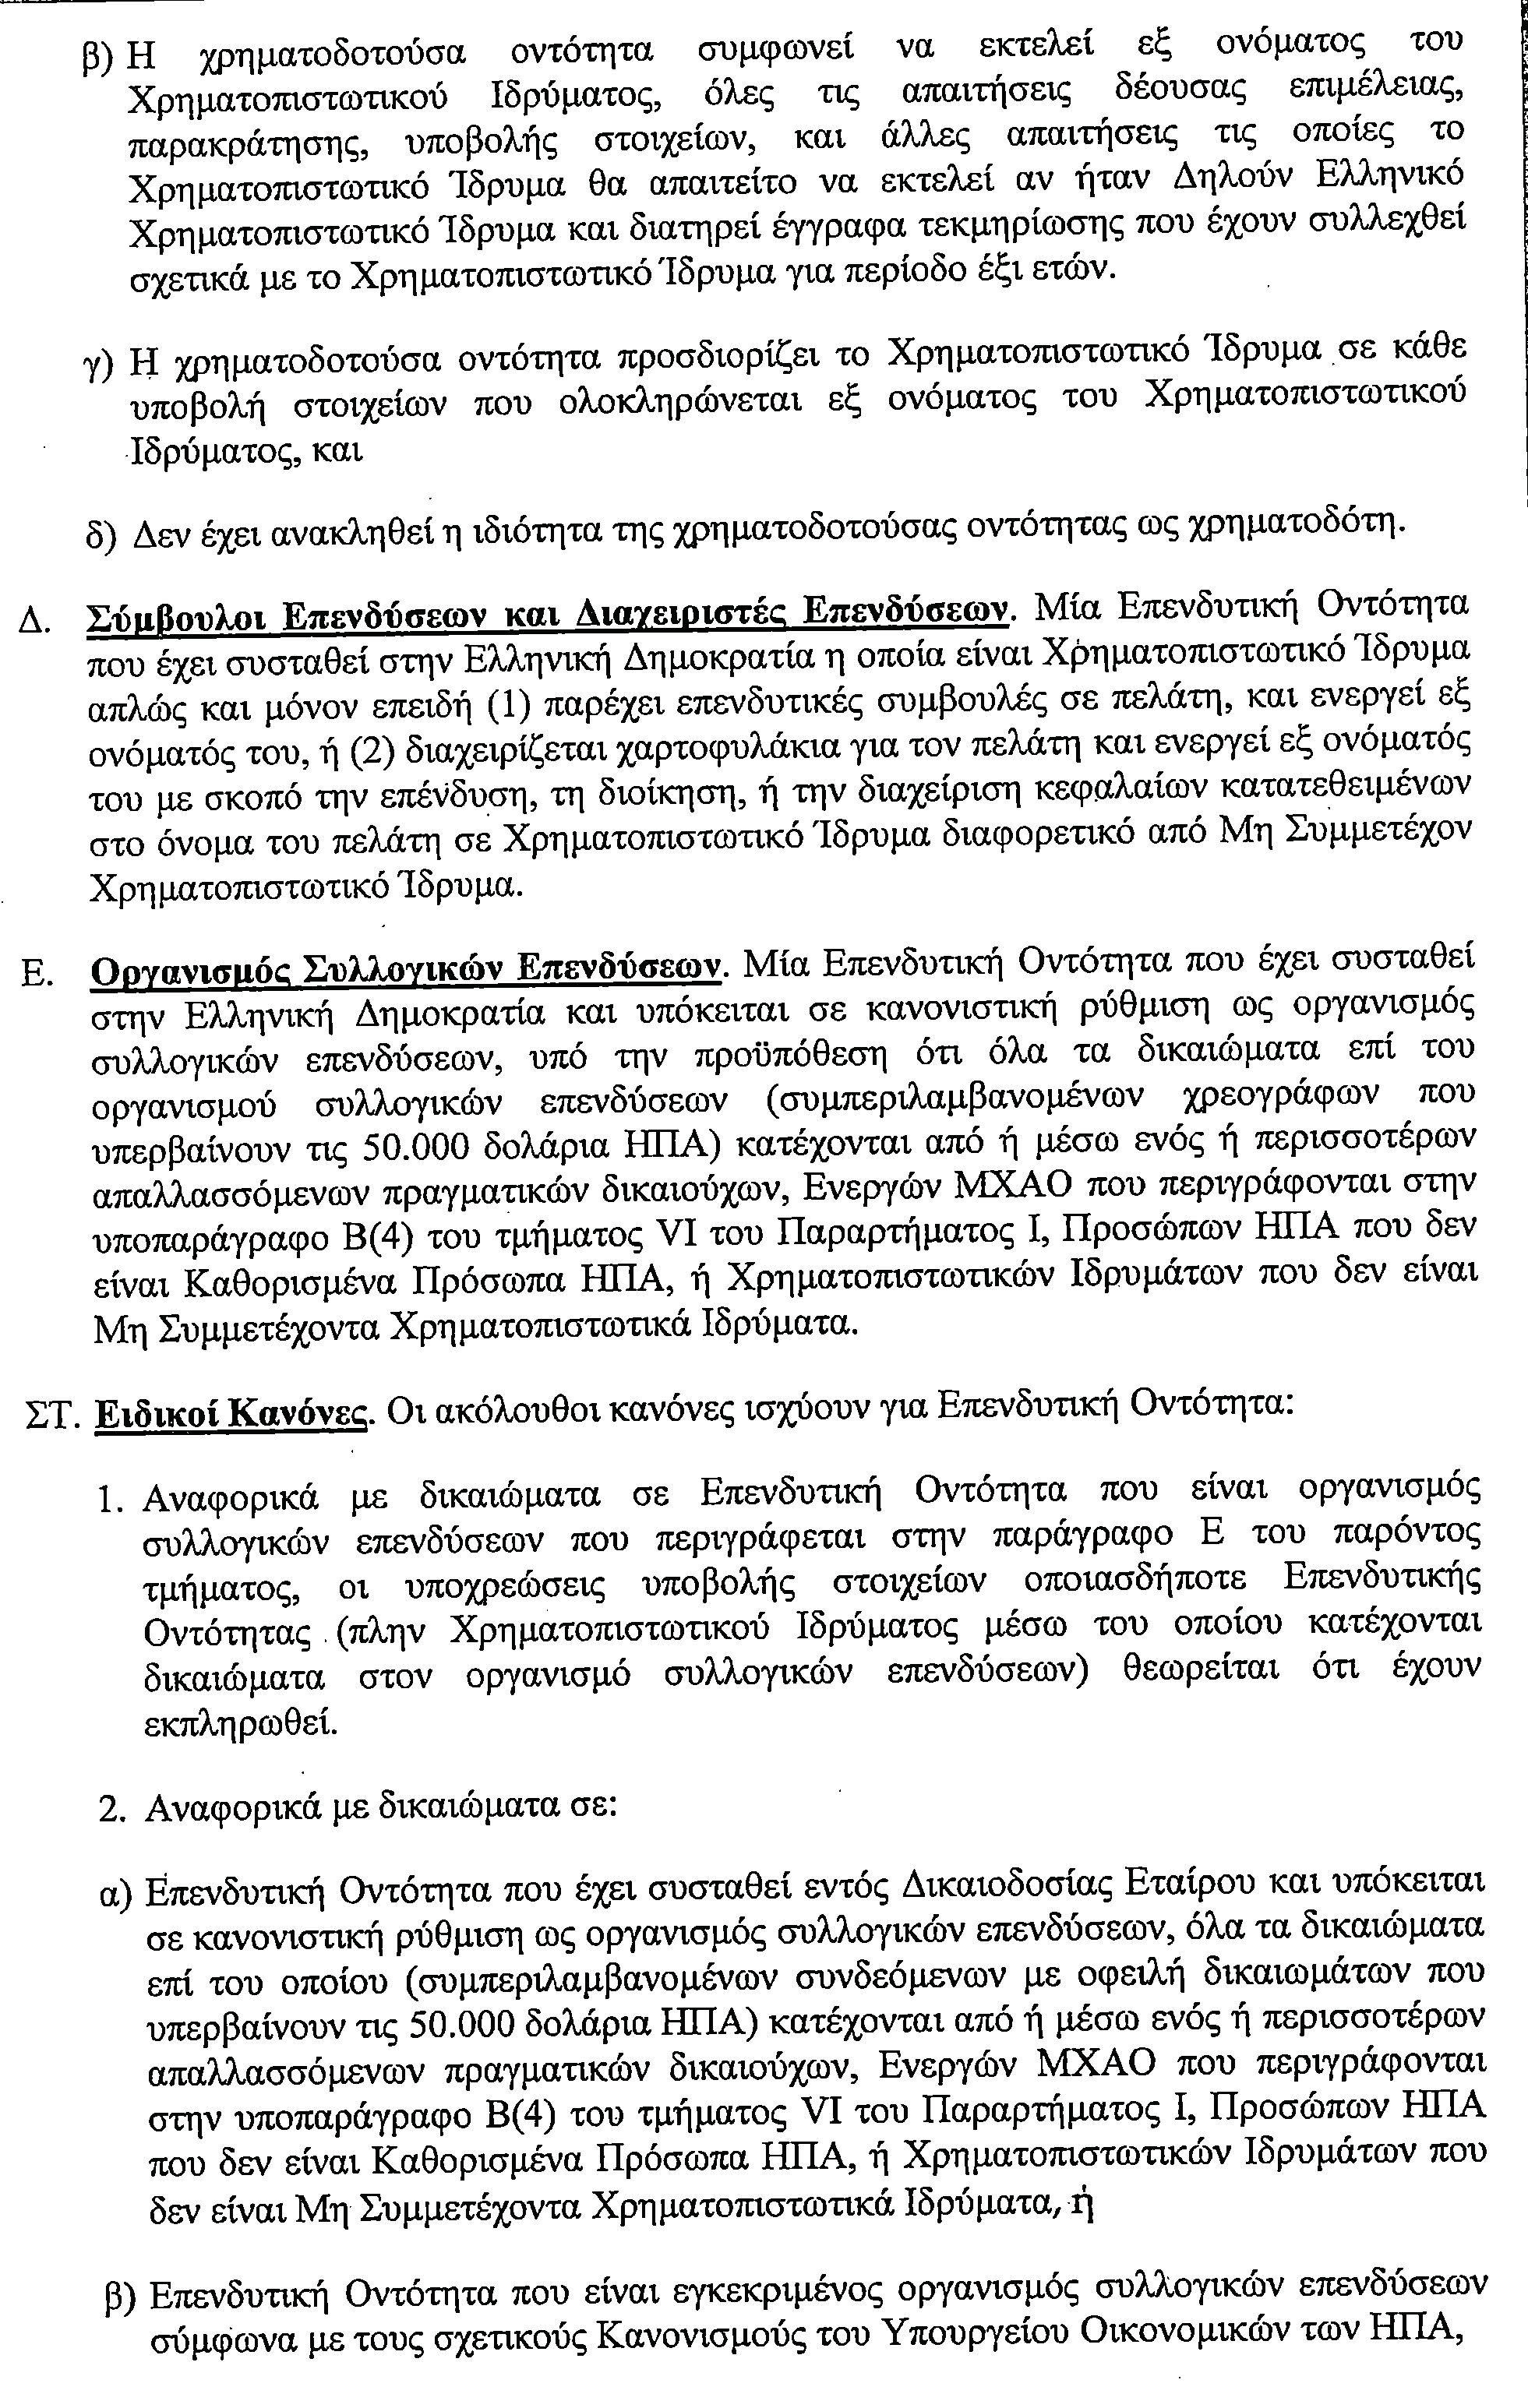 β) Η χρηματοδοτούσα οντότητα συμφωνεί να εκτελεί εξ ονόματος του
Χρηματοπιστωτικού Ιδρύματος, όλες τις απαιτήσεις δέουσας επιμέλειας,
παρακράτησης, υποβολής στοιχείων, και άλλες απαιτήσεις τις οποίες το
Χρηματοπιστωτικό Ίδρυμα θα απαιτείτο να εκτελεί αν ήταν Δηλούν Ελληνικό
Χρηματοπιστωτικό Ίδρυμα και διατηρεί έγγραφα τεκμηρίωσης που έχουν συλλεχθεί
σχετικά με το Χρηματοπιστωτικό Ίδρυμα για περίοδο έξι ετών.
γ) Η χρηματοδοτούσα οντότητα προσδιορίζει το Χρηματοπιστωτικό Ίδρυμα σε κάθε
υποβολή στοιχείων που ολοκληρώνεται εξ ονόματος του Χρηματοπιστωτικού
Ιδρύματος, και
δ) Δεν έχει ανακληθεί η ιδιότητα της χρηματοδοτούσας οντότητας ως χρηματοδότη.
Δ. Σύμβουλοι Επενδύσεων και Διαχειριστές Επενδύσεων. Μία Επενδυτική Οντότητα
που έχει συσταθεί στην Ελληνική Δημοκρατία η οποία είναι Χρηματοπιστωτικό Ίδρυμα
απλώς και μόνον επειδή (1) παρέχει επενδυτικές συμβουλές σε πελάτη, και ενεργεί εξ
ονόματός του, ή (2) διαχειρίζεται χαρτοφυλάκια για τον πελάτη και ενεργεί εξ ονόματός
του με σκοπό την επένδυση, τη διοίκηση, ή την διαχείριση κεφαλαίων κατατεθειμένων
στο όνομα του πελάτη σε Χρηματοπιστωτικό Ίδρυμα διαφορετικό από Μη Συμμετέχον
Χρηματοπιστωτικό Ίδρυμα.
Ε. Οργανισμός Συλλογικών Επενδύσεων. Μία Επενδυτική Οντότητα που έχει συσταθεί
στην Ελληνική Δημοκρατία και υπόκειται σε κανονιστική ρύθμιση ως οργανισμός
συλλογικών επενδύσεων, υπό την προϋπόθεση ότι όλα τα δικαιώματα επί του
οργανισμού συλλογικών επενδύσεων (συμπεριλαμβανομένων χρεογράφων που
υπερβαίνουν τις 50.000 δολάρια ΗΠΑ) κατέχονται από ή μέσω ενός ή περισσοτέρων
απαλλασσόμενων πραγματικών δικαιούχων, Ενεργών ΜΧΑΟ που περιγράφονται στην
υποπαράγραφο Β(4) του τμήματος VI του Παραρτήματος Ι, Προσώπων ΗΠΑ που δεν
είναι Καθορισμένα Πρόσωπα ΗΠΑ, ή Χρηματοπιστωτικών Ιδρυμάτων που δεν είναι
Μη Συμμετέχοντα Χρηματοπιστωτικά Ιδρύματα.
ΣΤ. Ειδικοί Κανόνες. Οι ακόλουθοι κανόνες ισχύουν για Επενδυτική Οντότητα:
1. Αναφορικά με δικαιώματα σε Επενδυτική Οντότητα που είναι οργανισμός
συλλογικών επενδύσεων που περιγράφεται στην παράγραφο Ε του παρόντος
τμήματος, οι υποχρεώσεις υποβολής στοιχείων οποιασδήποτε Επενδυτικής
Οντότητας (πλην Χρηματοπιστωτικού Ιδρύματος μέσω του οποίου κατέχονται
δικαιώματα στον οργανισμό συλλογικών επενδύσεων) θεωρείται ότι έχουν
εκπληρωθεί.
2. Αναφορικά με δικαιώματα σε:
α) Επενδυτική Οντότητα που έχει συσταθεί εντός Δικαιοδοσίας Εταίρου και υπόκειται
σε κανονιστική ρύθμιση ως οργανισμός συλλογικών επενδύσεων, όλα τα δικαιώματα
επί του οποίου (συμπεριλαμβανομένων συνδεόμενων με οφειλή δικαιωμάτων που
υπερβαίνουν τις 50.000 δολάρια ΗΠΑ) κατέχονται από ή μέσω ενός ή περισσοτέρων
απαλλασσόμενων πραγματικών δικαιούχων, Ενεργών ΜΧΑΟ που περιγράφονται
στην υποπαράγραφο Β(4) του τμήματος VI του Παραρτήματος Ι, Προσώπων ΗΠΑ
που δεν είναι Καθορισμένα Πρόσωπα ΗΠΑ, ή Χρηματοπιστωτικών Ιδρυμάτων που
δεν είναι Μη Συμμετέχοντα Χρηματοπιστωτικά Ιδρύματα, ή
β) Επενδυτική Οντότητα που είναι εγκεκριμένος οργανισμός συλλογικών επενδύσεων
σύμφωνα με τους σχετικούς Κανονισμούς του Υπουργείου Οικονομικών των ΗΠΑ,